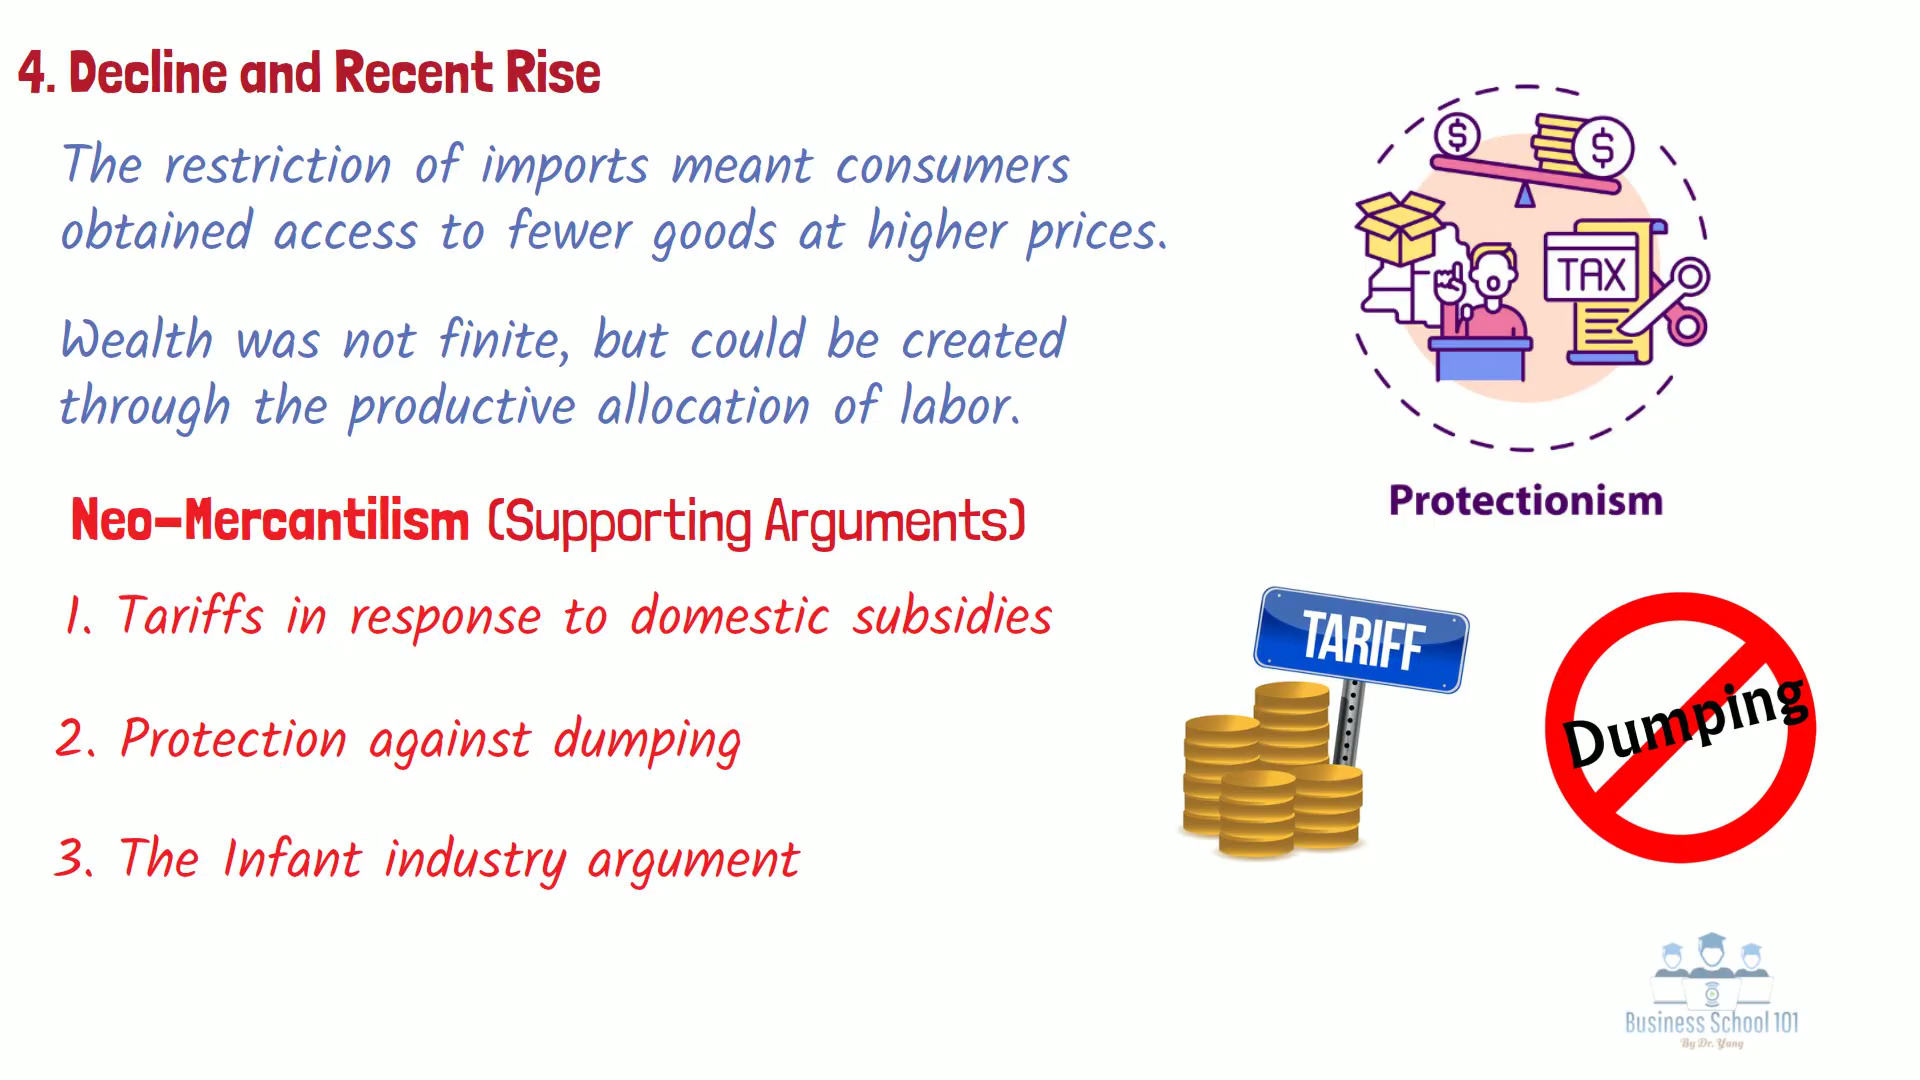 4. Decline and Recent Rise
The restriction of imports meant consumers
obtained access to fewer goods at higher prices.
Wealth was not finite, but could be created
through the productive allocation of labor.
Neo-Mercantilism (Supporting Arguments)
1. Tariffs in response to domestic subsidies
2. Protection against dumping
3. The Infant industry argument
$
$
TAX
Protectionism
TARIFF
Dumping
Business School 101
By Dr. Yang